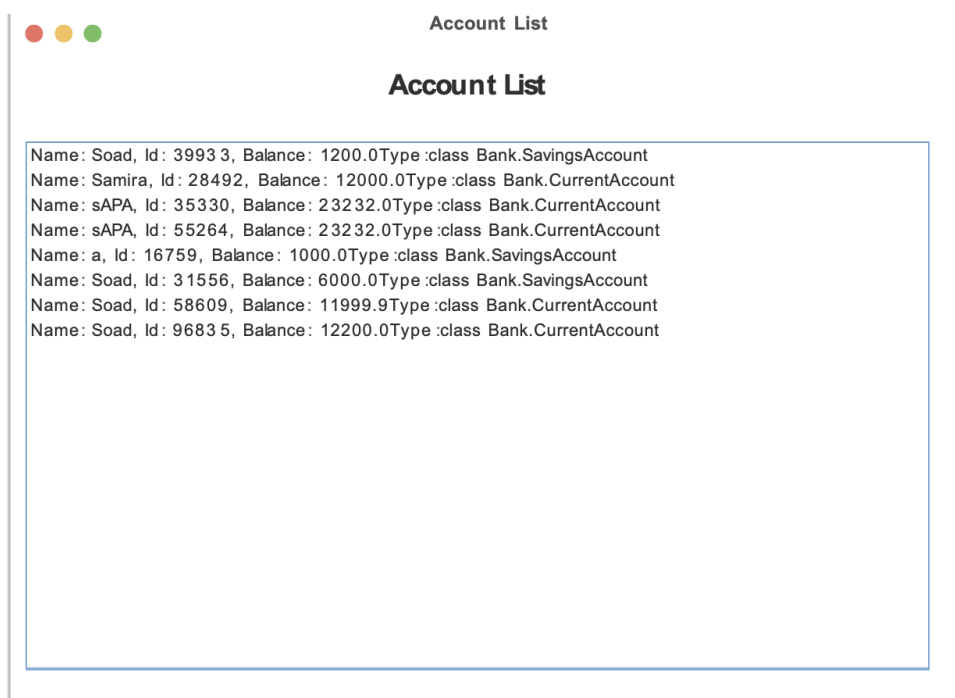 Account List
Account List
Name: Soad, Id: 39933, Balance: 1200.0Type:class Bank.SavingsAccount
Name: Samira, Id: 28492, Balance: 12000.0Type:class Bank.CurrentAccount
Name: sAPA, Id: 35330, Balance: 23232.0Type:class Bank.CurrentAccount
Name: sAPA, Id: 55264, Balance: 23232.0Type:class Bank.CurrentAccount
Name: a, Id: 16759, Balance: 1000.0Type:class Bank.SavingsAccount
Name: Soad, Id: 31556, Balance: 6000.0Type:class Bank.SavingsAccount
Name: Soad, Id: 58609, Balance: 11999.9Type:class Bank.CurrentAccount
Name: Soad, Id: 96835, Balance: 12200.0Type:class Bank.CurrentAccount